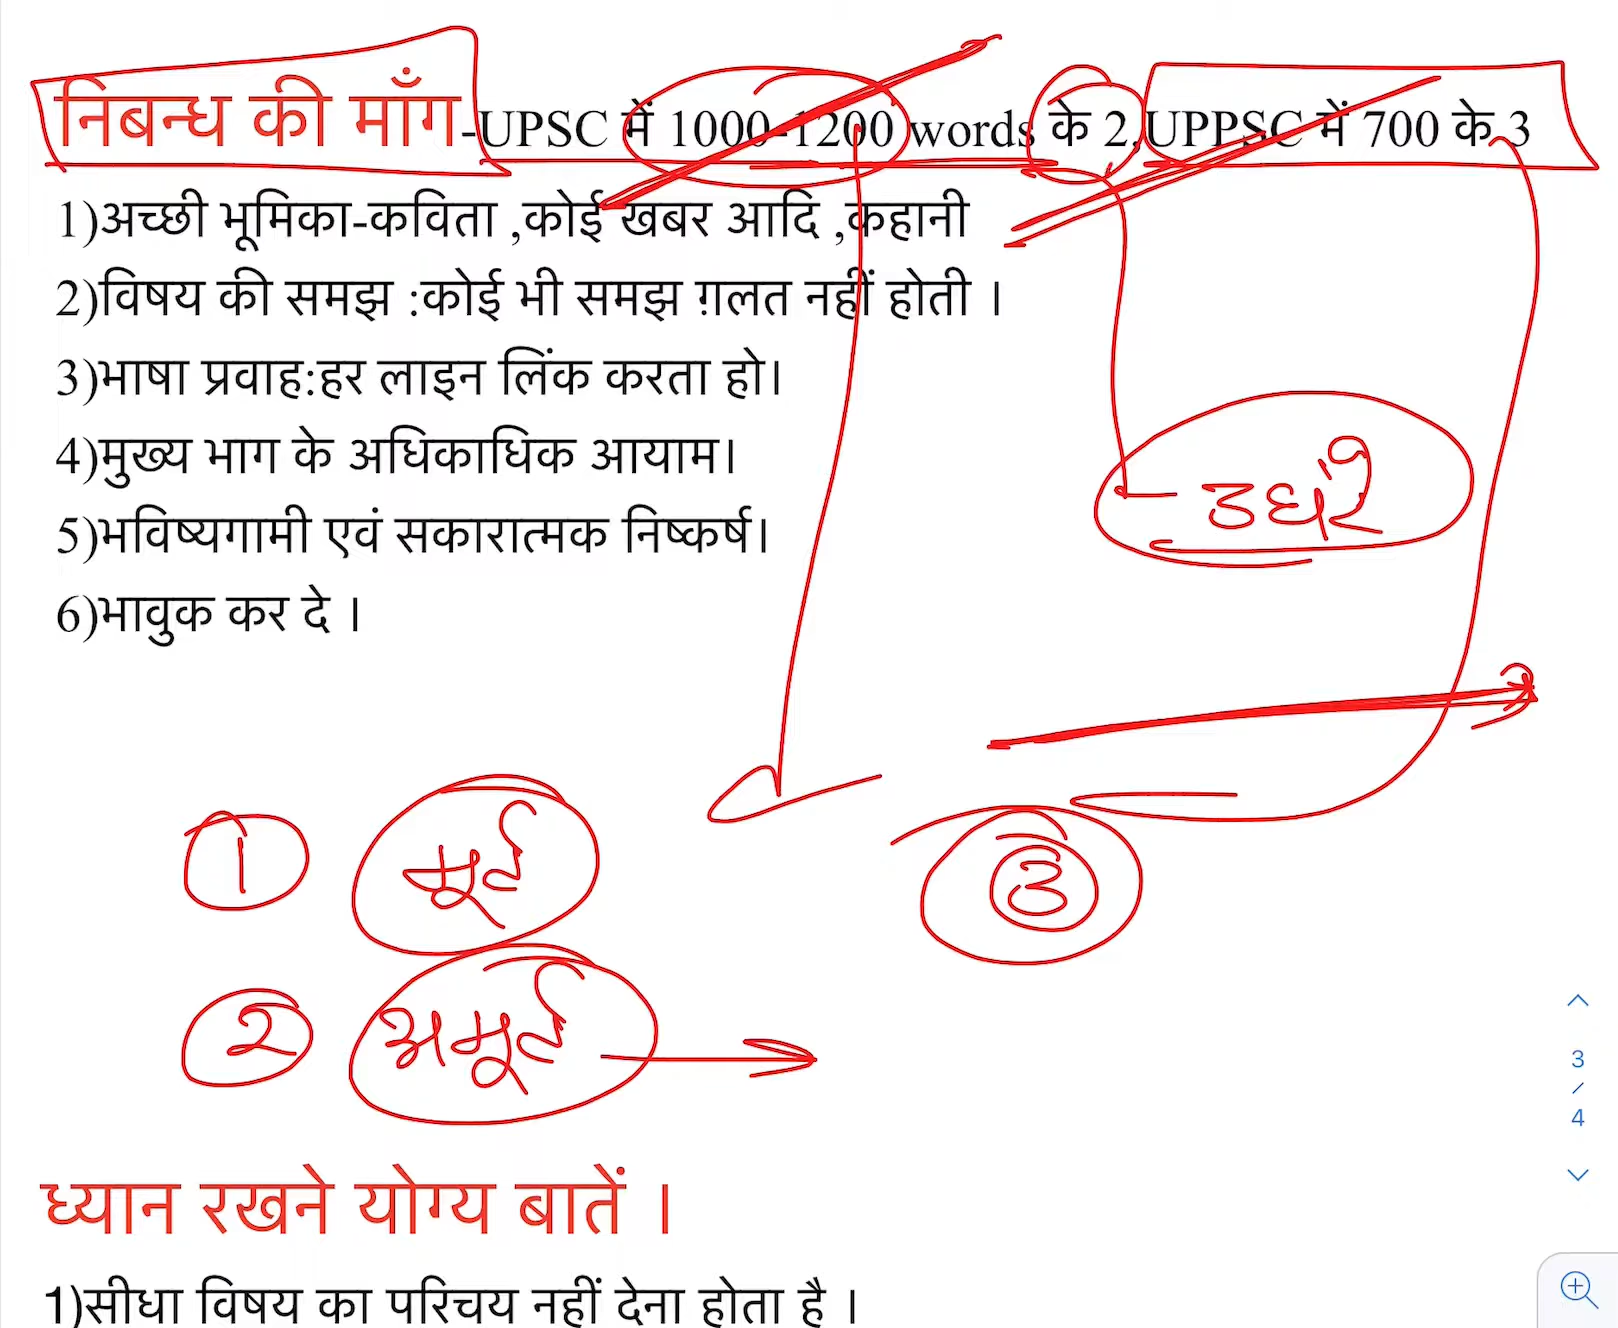 निबन्ध की माँग-UPSC में 1000-1200 words के 2,UPPSC में 700 के 3
1)अच्छी भूमिका-कविता ,कोई खबर आदि ,कहानी
2)विषय की समझ :कोई भी समझ ग़लत नहीं होती ।
3)भाषा प्रवाह:हर लाइन लिंक करता हो।
4)मुख्य भाग के अधिकाधिक आयाम।
5)भविष्यगामी एवं सकारात्मक निष्कर्ष।
6)भावुक कर दे ।
1 मूर्त
3
2 अमूर्त
3
/
4
ध्यान रखने योग्य बातें ।
1)सीधा विषय का परिचय नहीं देना होता है ।